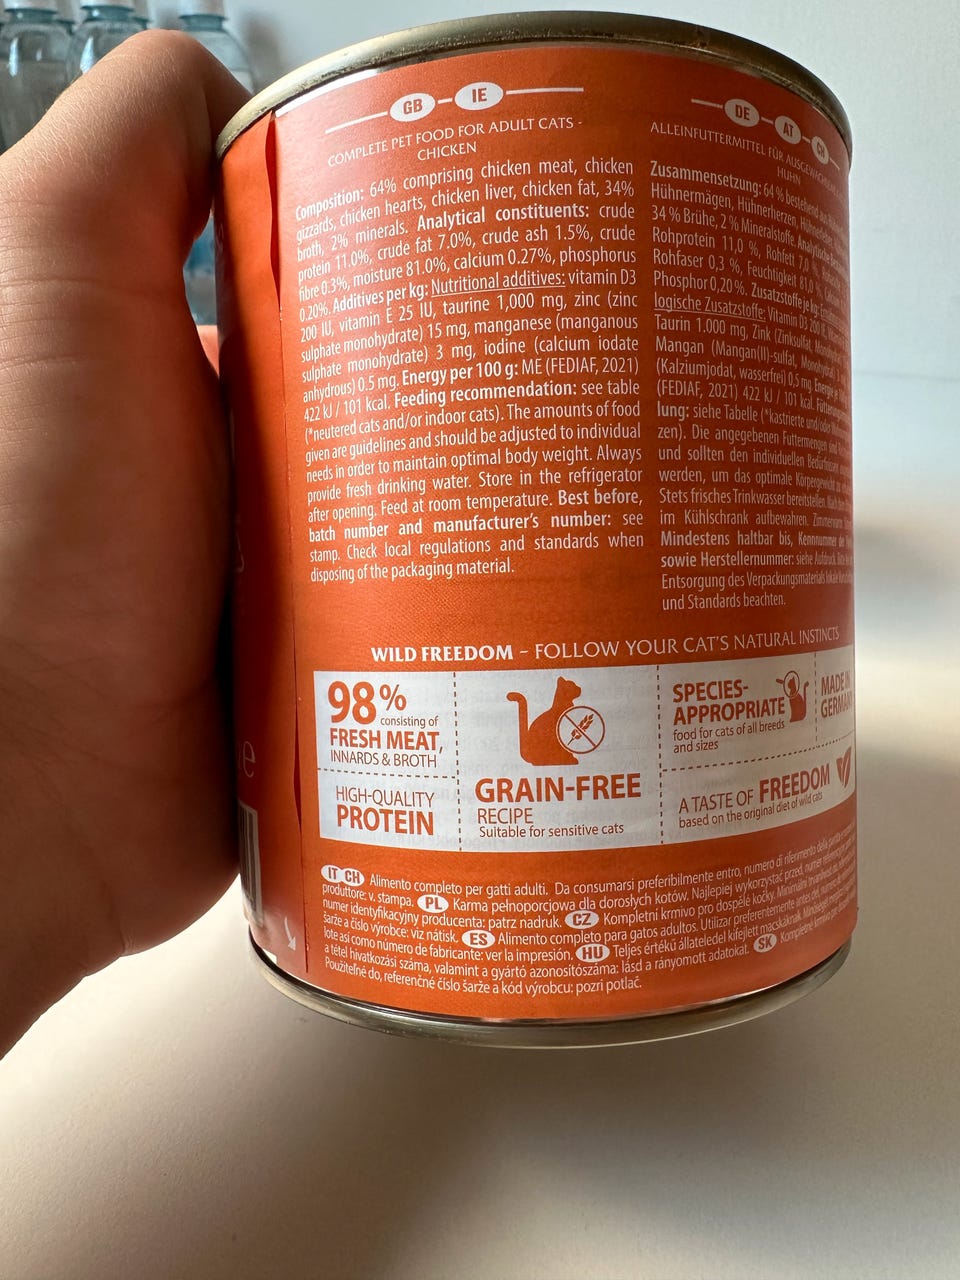 GB IE
COMPLETE PET FOOD FOR ADULT CATS -
CHICKEN
Composition: 64% comprising chicken meat, chicken
gizzards, chicken hearts, chicken liver, chicken fat, 34%
broth, 2% minerals. Analytical constituents: crude
protein 11.0%, crude fat 7.0%, crude ash 1.5%, crude
fibre 0.3%, moisture 81.0%, calcium 0.27%, phosphorus
0.20%. Additives per kg: Nutritional additives: vitamin D3
200 IU, vitamin E 25 IU, taurine 1,000 mg, zinc (zinc
sulphate monohydrate) 15 mg, manganese (manganous
sulphate monohydrate) 3 mg, iodine (calcium iodate
anhydrous) 0.5 mg. Energy per 100 g: ME (FEDIAF, 2021)
422 kJ / 101 kcal. Feeding recommendation: see table
(*neutered cats and/or indoor cats). The amounts of food
given are guidelines and should be adjusted to individual
needs in order to maintain optimal body weight. Always
provide fresh drinking water. Store in the refrigerator
after opening. Feed at room temperature. Best before,
batch number and manufacturer's number: see
stamp. Check local regulations and standards when
disposing of the packaging material.
DE AT CH
ALLEINFUTTERMITTEL FÜR
HUHN
Zusammensetzung: 64 % bestehend aus
Hühnermägen, Hühnerherzen, Hühnerleber,
34 % Brühe, 2 % Mineralstoffe. Analytische
Rohprotein 11,0 %, Rohfett 7,0 %,
Rohfaser 0,3 %, Feuchtigkeit 81,0 %,
Phosphor 0,20 %. Zusatzstoffe je kg:
logische Zusatzstoffe: Vitamin D3 200
Taurin 1.000 mg, Zink (Zinksulfat,
Mangan (Mangan(II)-sulfat,
(Kalziumjodat, wasserfrei) 0,5 mg.
(FEDIAF, 2021) 422 kJ / 101 kcal.
lung: siehe Tabelle (*kastrierte und/oder
zen). Die angegebenen Futtermengen sind
und sollten den individuellen Bedürfnissen
werden, um das optimale Körpergewicht
Stets frisches Trinkwasser bereitstellen.
im Kühlschrank aufbewahren.
Mindestens haltbar bis, Kennnummer der
sowie Herstellernummer: siehe Aufdruck.
Entsorgung des Verpackungsmaterials lokale
und Standards beachten.
WILD FREEDOM – FOLLOW YOUR CAT'S NATURAL INSTINCTS
98%
consisting of
FRESH MEAT,
INNARDS & BROTH
HIGH-QUALITY
PROTEIN
GRAIN-FREE
RECIPE
Suitable for sensitive cats
SPECIES-
APPROPRIATE
food for cats of all breeds
and sizes
MADE IN
GERMANY
A TASTE OF FREEDOM
based on the original diet of wild cats
IT CH Alimento completo per gatti adulti. Da consumarsi preferibilmente entro, numero di riferimento della partita e
produttore: v. stampa. PL Karma pełnoporcjowa dla dorosłych kotów. Najlepiej wykorzystać przed, numer
numer identyfikacyjny producenta: patrz nadruk. CZ Kompletní krmivo pro dospělé kočky. Minimální
šarže a číslo výrobce: viz nátisk. ES Alimento completo para gatos adultos. Utilizar preferentemente antes del,
lote así como número de fabricante: ver la impresión. HU Teljes értékű állateledel kifejlett macskáknak.
a tétel hivatkozási száma, valamint a gyártó azonosítószáma: lásd a rányomott adatokat. SK Kompletné krmivo
Použiteľné do, referenčné číslo šarže a kód výrobcu: pozri potlač.